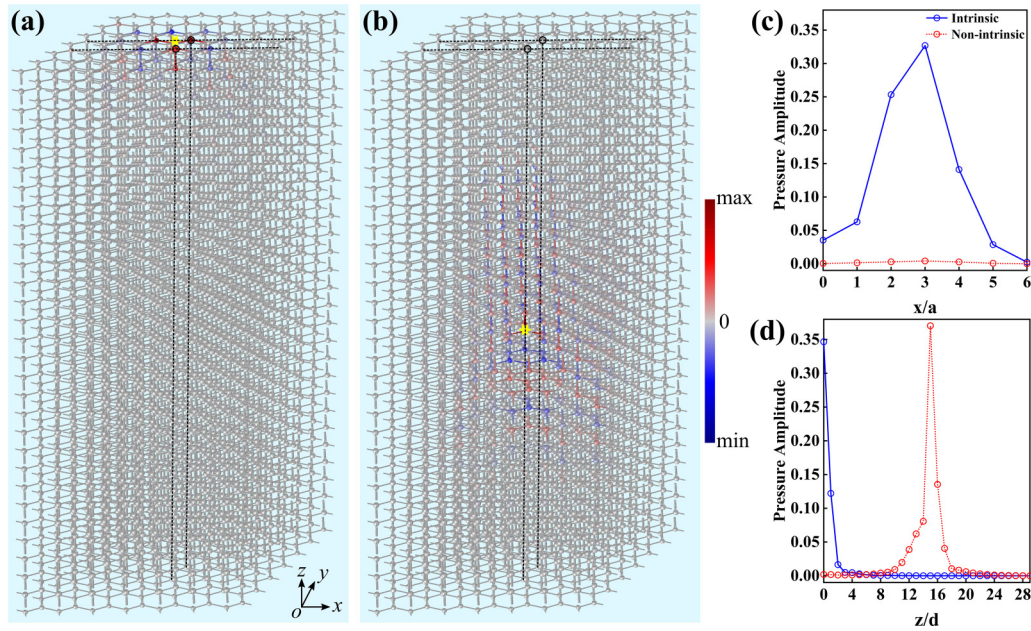 (a)
(b)
max
0
min
z
y
o
x
(c)
Intrinsic
Non-intrinsic
Pressure Amplitude
0.35
0.30
0.25
0.20
0.15
0.10
0.05
0.00
0 1 2 3 4 5 6
x/a
(d)
Pressure Amplitude
0.35
0.30
0.25
0.20
0.15
0.10
0.05
0.00
0 4 8 12 16 20 24 28
z/d